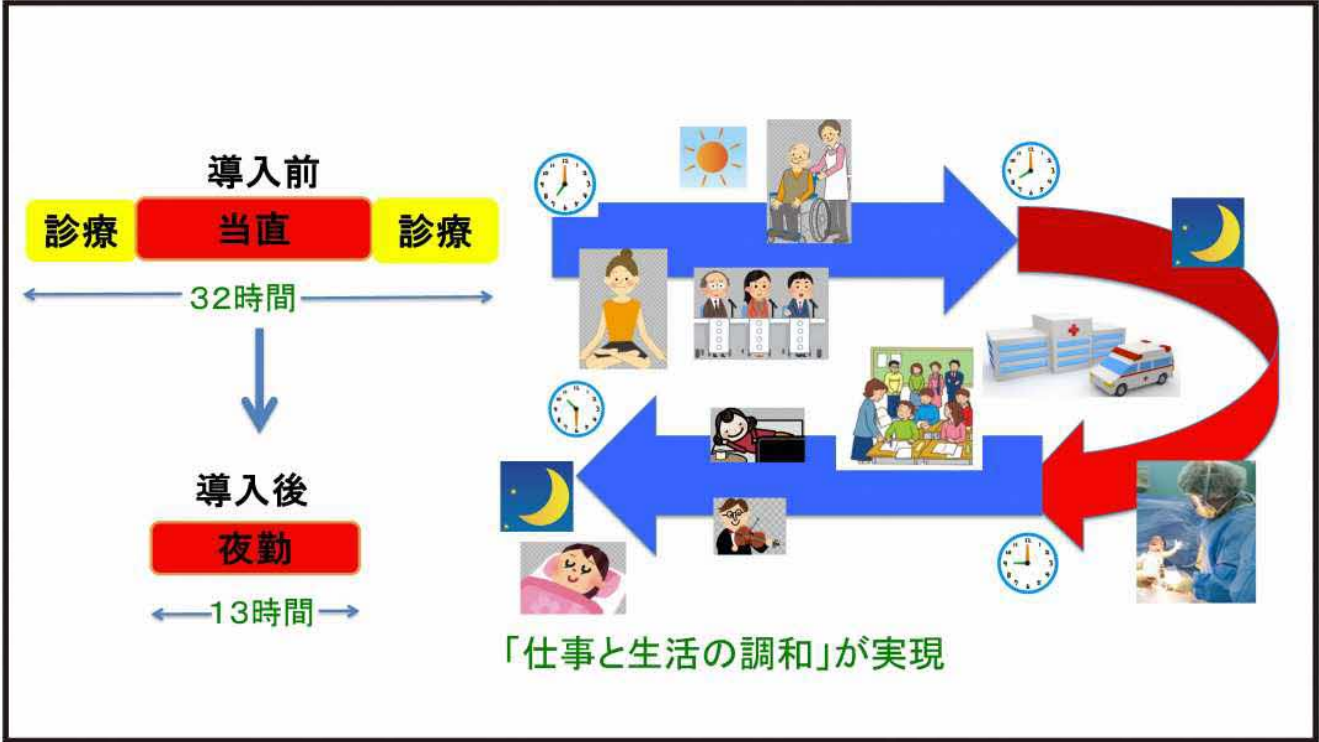 導入前
診療
当直
診療
32時間
導入後
夜勤
13時間
「仕事と生活の調和」が実現